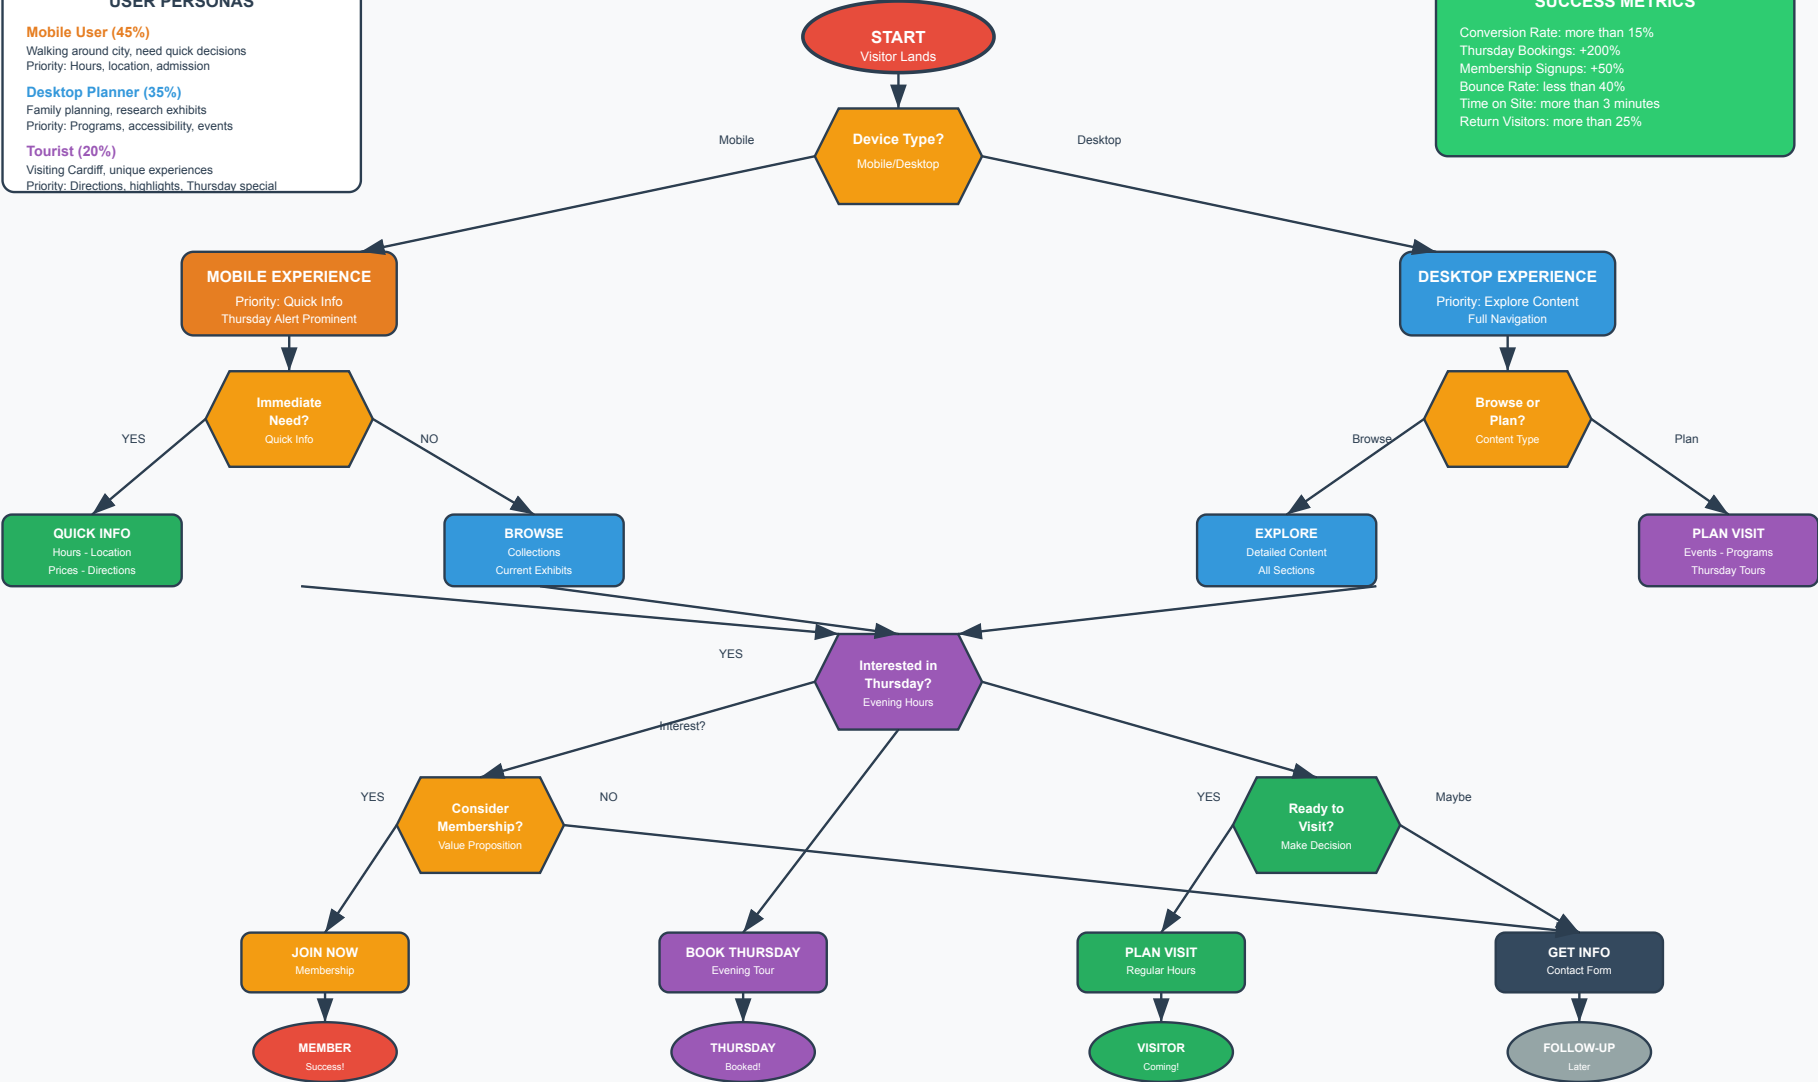 USER PERSONAS
Mobile User (45%)
Walking around city, need quick decisions
Priority: Hours, location, admission
Desktop Planner (35%)
Family planning, research exhibits
Priority: Programs, accessibility, events
Tourist (20%)
Visiting Cardiff, unique experiences
Priority: Directions, highlights, Thursday special
START
Visitor Lands
SUCCESS METRICS
Conversion Rate: more than 15%
Thursday Bookings: +200%
Membership Signups: +50%
Bounce Rate: less than 40%
Time on Site: more than 3 minutes
Return Visitors: more than 25%
Mobile
Device Type?
Mobile/Desktop
Desktop
MOBILE EXPERIENCE
Priority: Quick Info
Thursday Alert Prominent
DESKTOP EXPERIENCE
Priority: Explore Content
Full Navigation
Immediate
Need?
Quick Info
YES
NO
Browse or
Plan?
Content Type
Browse
Plan
QUICK INFO
Hours - Location
Prices - Directions
BROWSE
Collections
Current Exhibits
EXPLORE
Detailed Content
All Sections
PLAN VISIT
Events - Programs
Thursday Tours
YES
Interested in
Thursday?
Evening Hours
Interest?
YES
Consider
Membership?
Value Proposition
NO
YES
Ready to
Visit?
Make Decision
Maybe
JOIN NOW
Membership
BOOK THURSDAY
Evening Tour
PLAN VISIT
Regular Hours
GET INFO
Contact Form
MEMBER
Success!
THURSDAY
Booked!
VISITOR
Coming!
FOLLOW-UP
Later